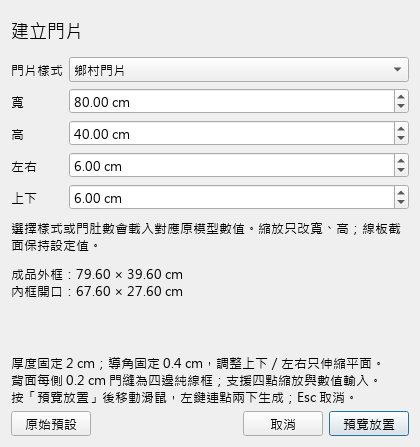 建立門片
門片樣式 鄉村門片
寬 80.00 cm
高 40.00 cm
左右 6.00 cm
上下 6.00 cm
選擇樣式或門肚數會載入對應原模型數值。縮放只改寬、高；線板截
面保持設定值。
成品外框：79.60 × 39.60 cm
內框開口：67.60 × 27.60 cm
厚度固定 2 cm；導角固定 0.4 cm，調整上下 / 左右只伸縮平面。
背面每側 0.2 cm 門縫為四邊純線框；支援四點縮放與數值輸入。
按「預覽放置」後移動滑鼠，左鍵連點兩下生成；Esc 取消。
原始預設 取消 預覽放置